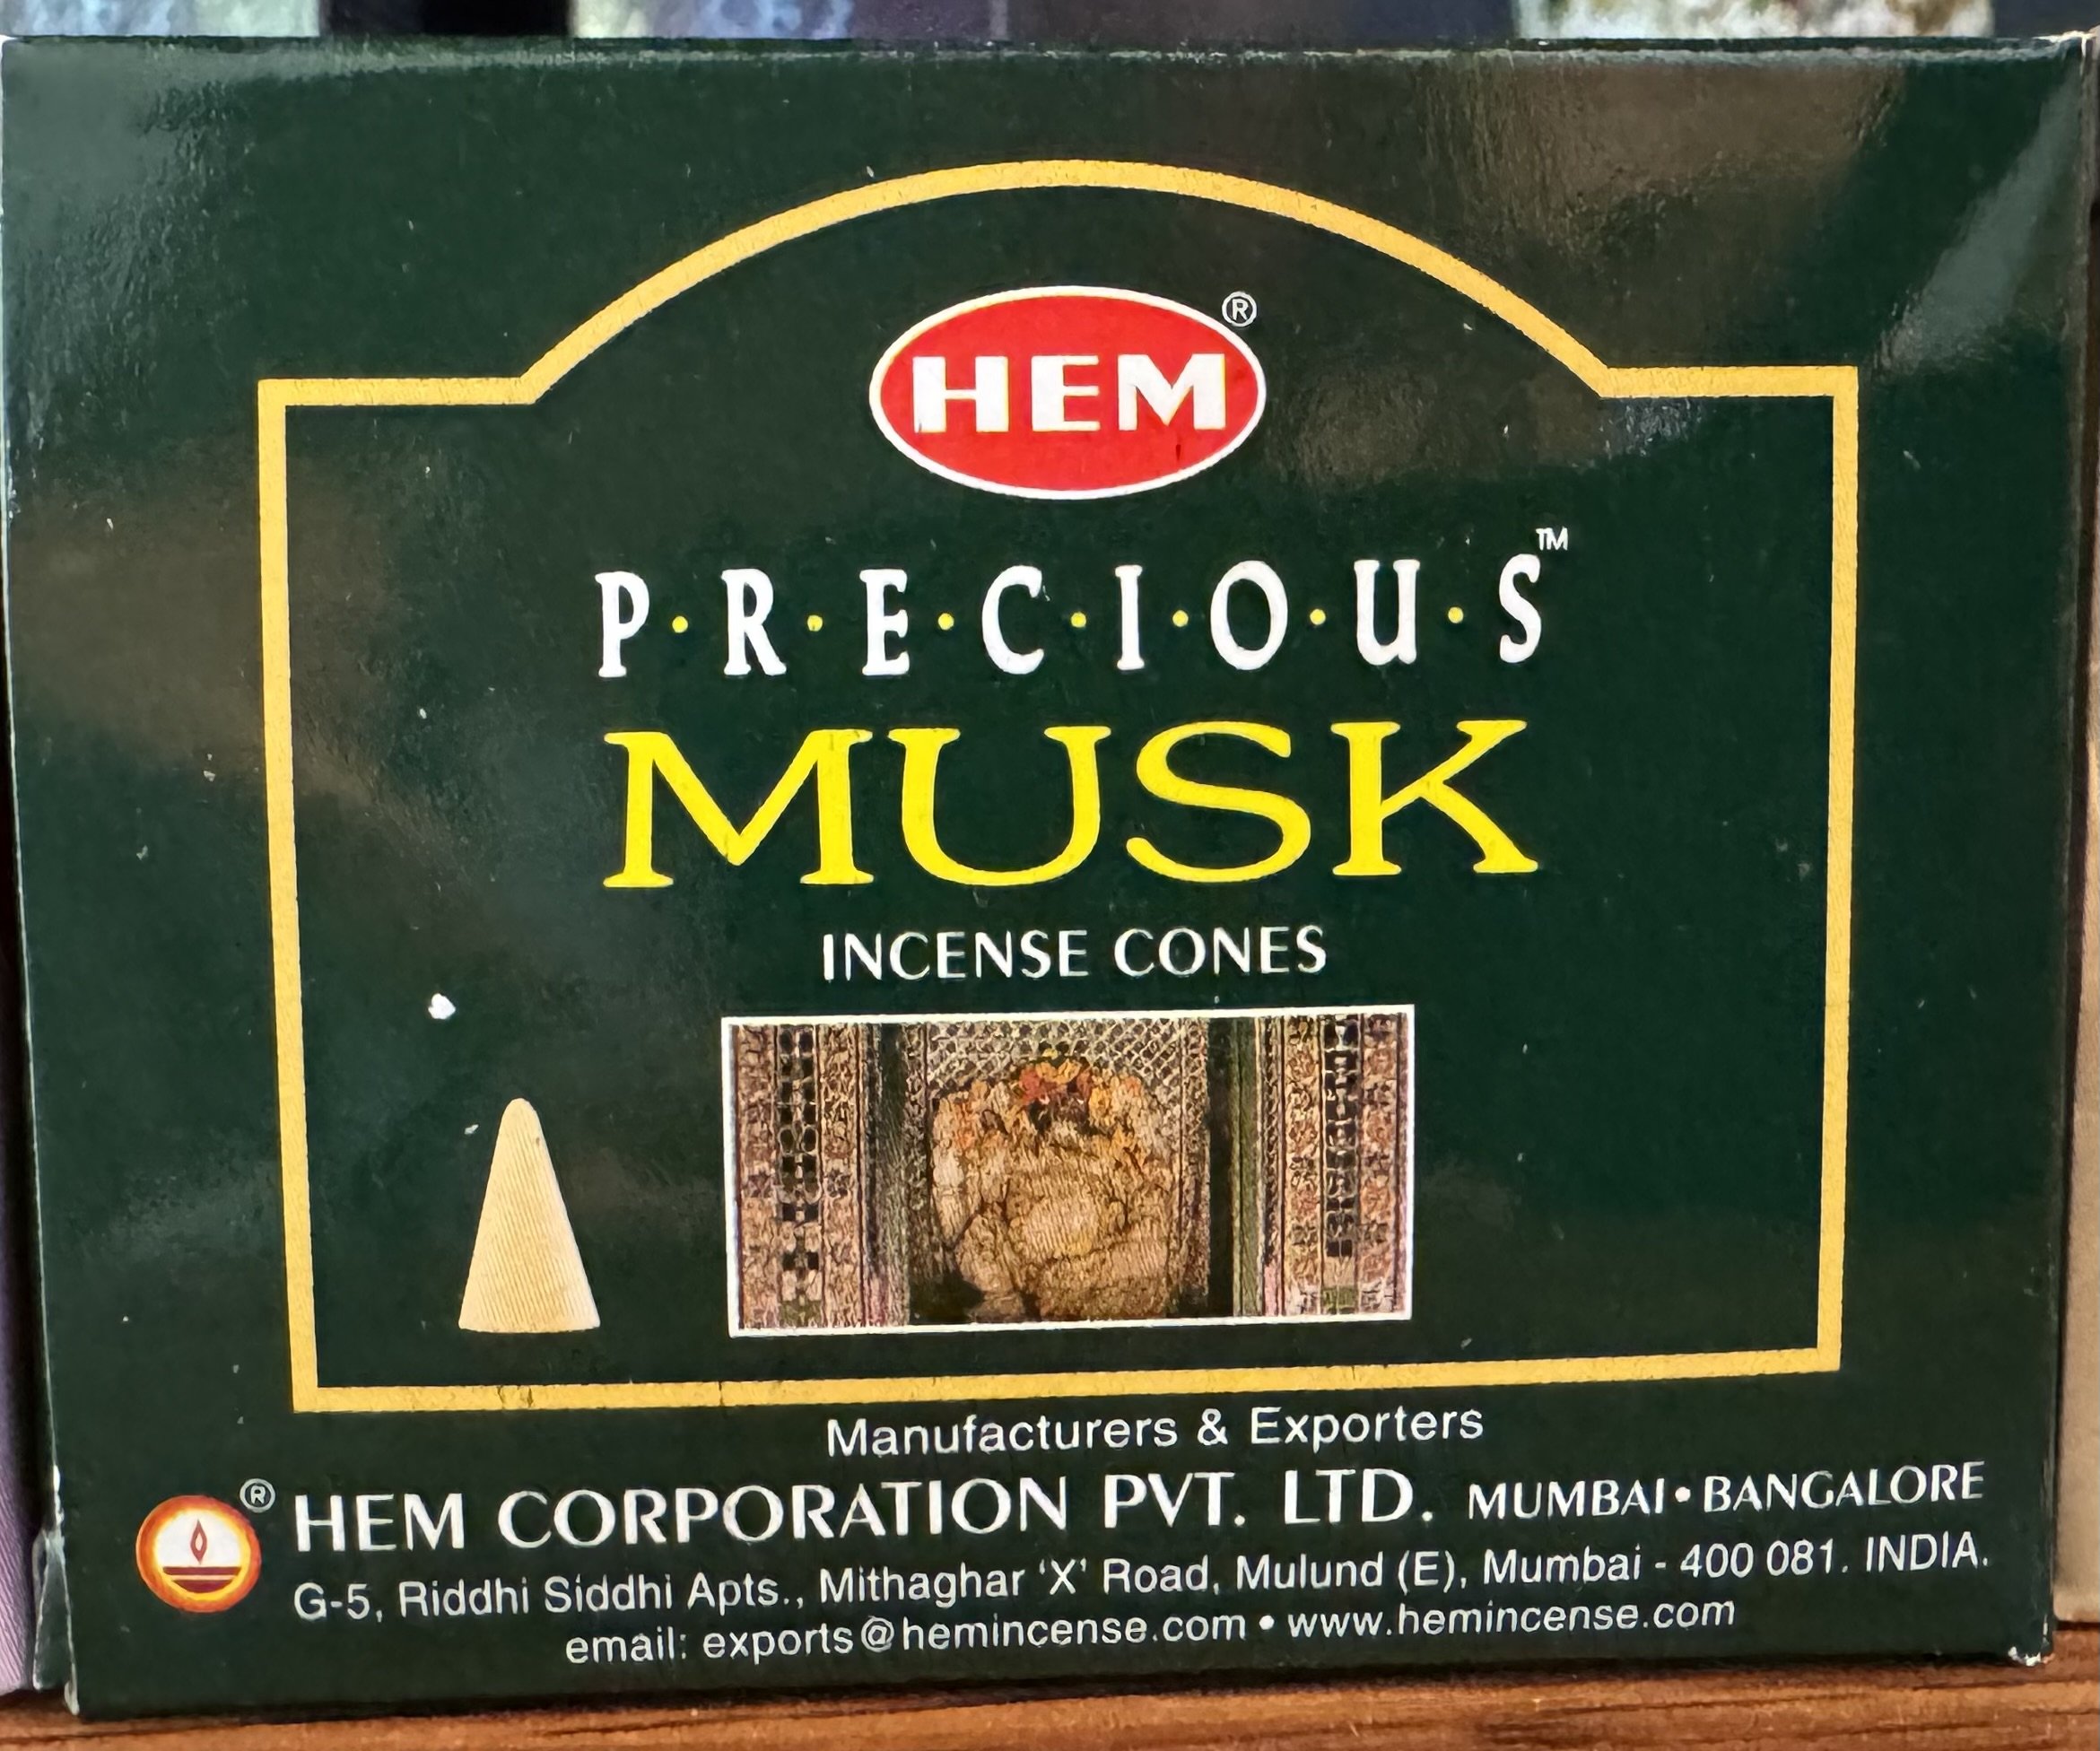 HEM®
P·R·E·C·I·O·U·S™
MUSK
INCENSE CONES
Manufacturers & Exporters
® HEM CORPORATION PVT. LTD. MUMBAI • BANGALORE
G-5, Riddhi Siddhi Apts., Mithaghar 'X' Road, Mulund (E), Mumbai - 400 081. INDIA.
email: exports@hemincense.com • www.hemincense.com